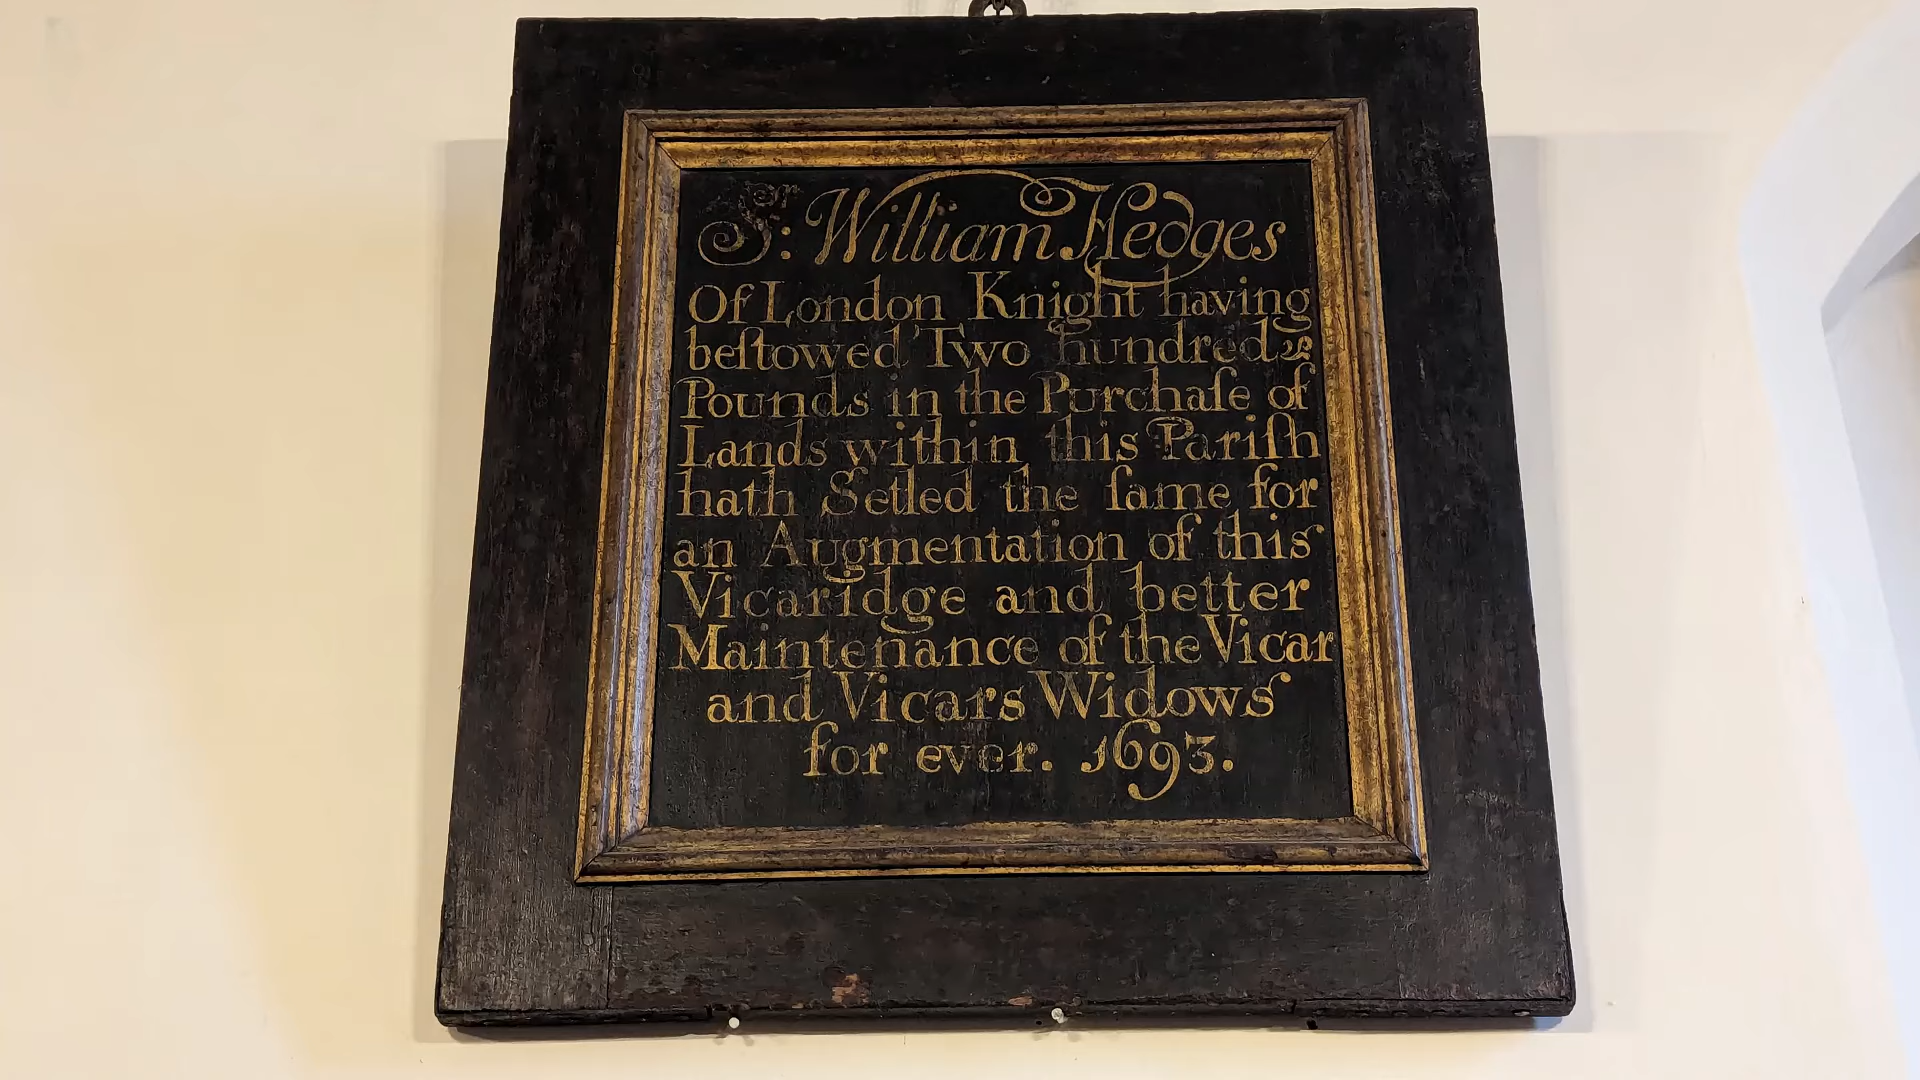 Sr: William Hedges
Of London Knight having
beſtowed Two hundred
Pounds in the Purchaſe of
Lands within this Pariſh
hath Setled the ſame for
an Augmentation of this
Vicaridge and better
Maintenance of the Vicar
and Vicars Widows
for ever. 1693.